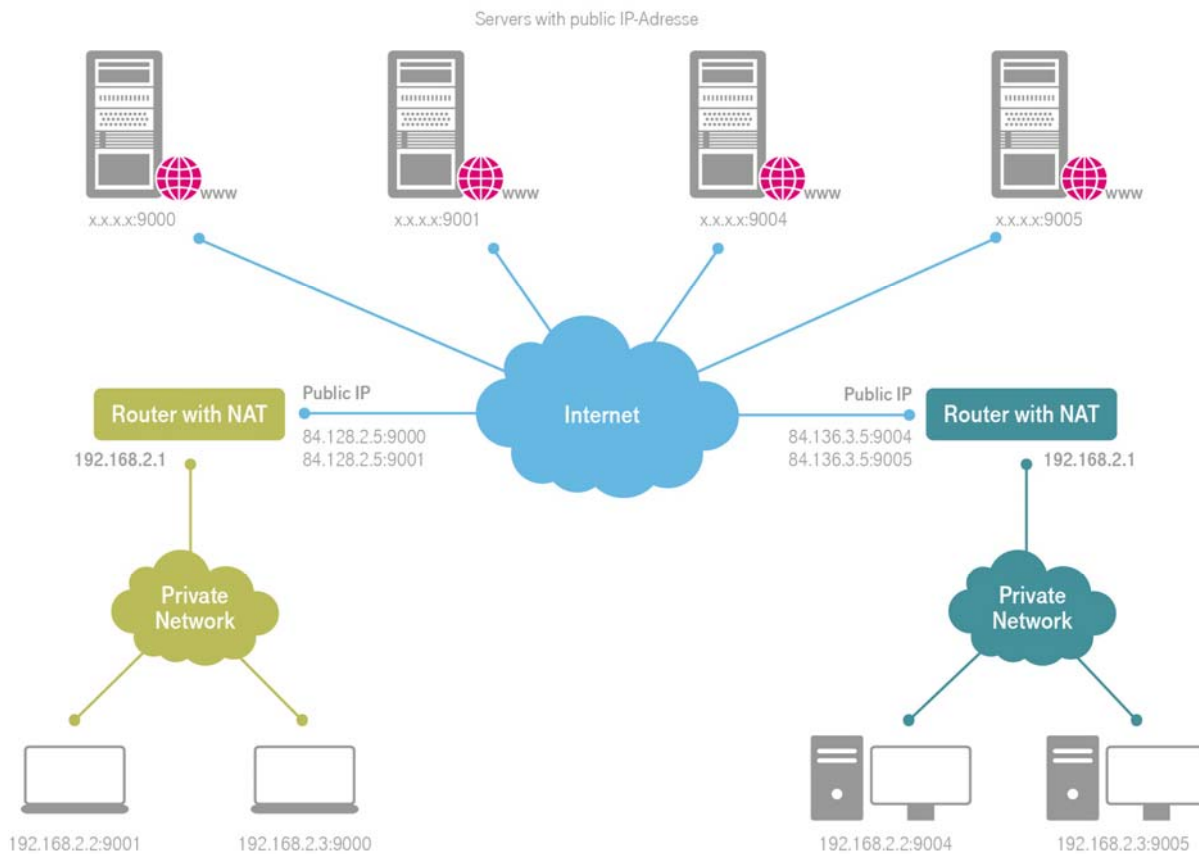 Servers with public IP-Adresse
www
www
www
www
x.x.x.x:9000
x.x.x.x:9001
x.x.x.x:9004
x.x.x.x:9005
Router with NAT
Public IP
84.128.2.5:9000
84.128.2.5:9001
192.168.2.1
Internet
Public IP
84.136.3.5:9004
84.136.3.5:9005
Router with NAT
192.168.2.1
Private
Network
Private
Network
192.168.2.2:9001
192.168.2.3:9000
192.168.2.2:9004
192.168.2.3:9005